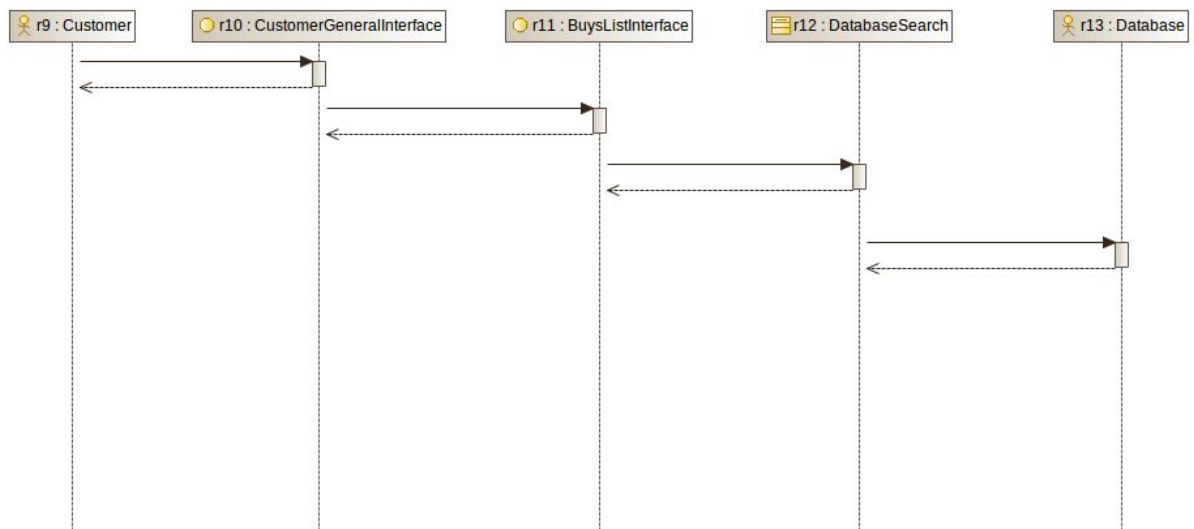 r9 : Customer
r10 : CustomerGeneralInterface
r11 : BuysListInterface
r12 : DatabaseSearch
r13 : Database